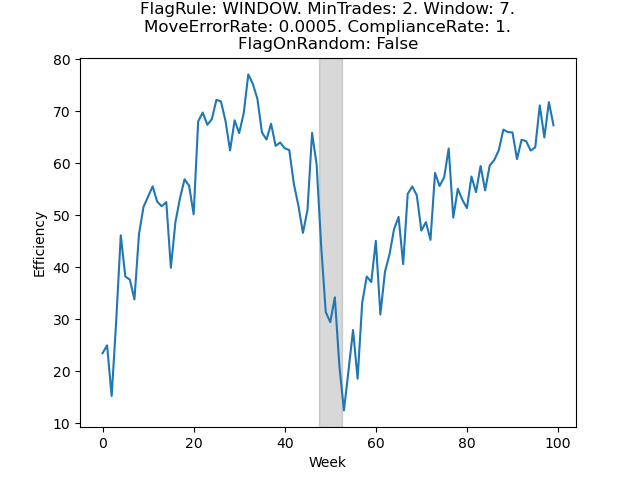 FlagRule: WINDOW. MinTrades: 2. Window: 7.
MoveErrorRate: 0.0005. ComplianceRate: 1.
FlagOnRandom: False
80
70
60
50
40
30
20
10
Efficiency
0
20
40
60
80
100
Week